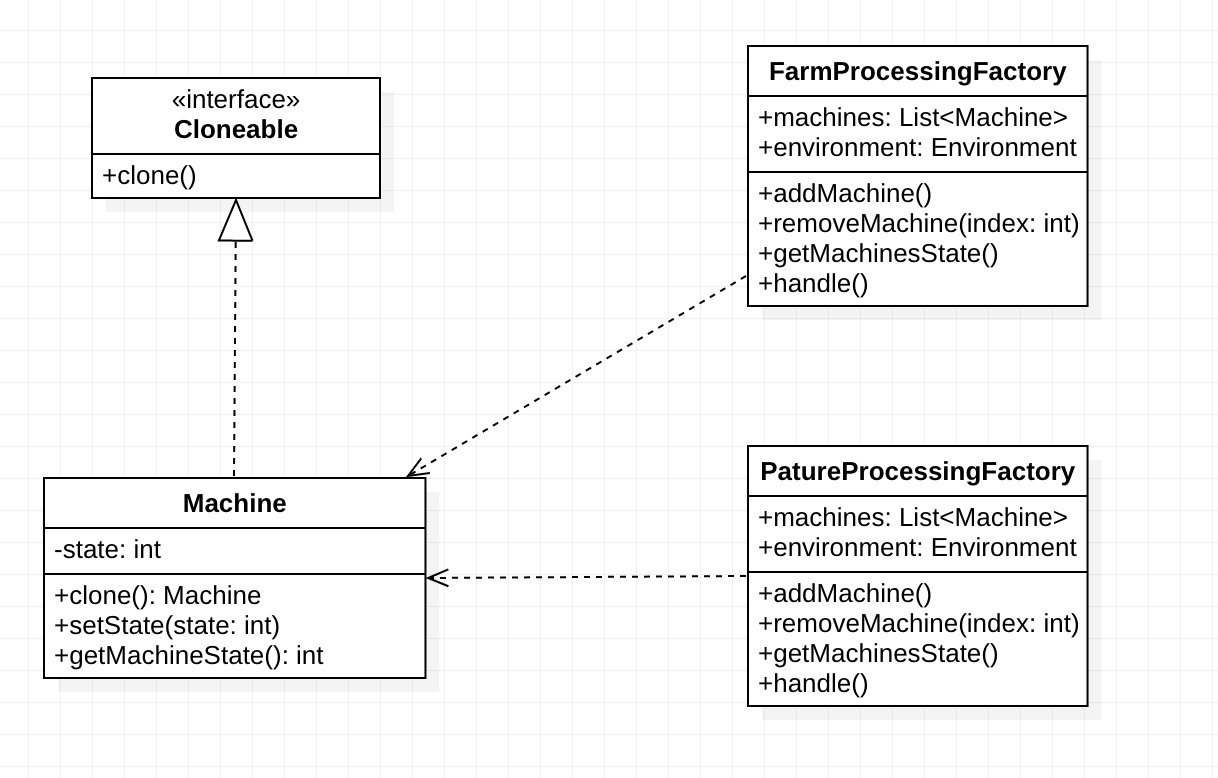 «interface»
Cloneable
+clone()
FarmProcessingFactory
+machines: List<Machine>
+environment: Environment
+addMachine()
+removeMachine(index: int)
+getMachinesState()
+handle()
Machine
-state: int
+clone(): Machine
+setState(state: int)
+getMachineState(): int
PatureProcessingFactory
+machines: List<Machine>
+environment: Environment
+addMachine()
+removeMachine(index: int)
+getMachinesState()
+handle()